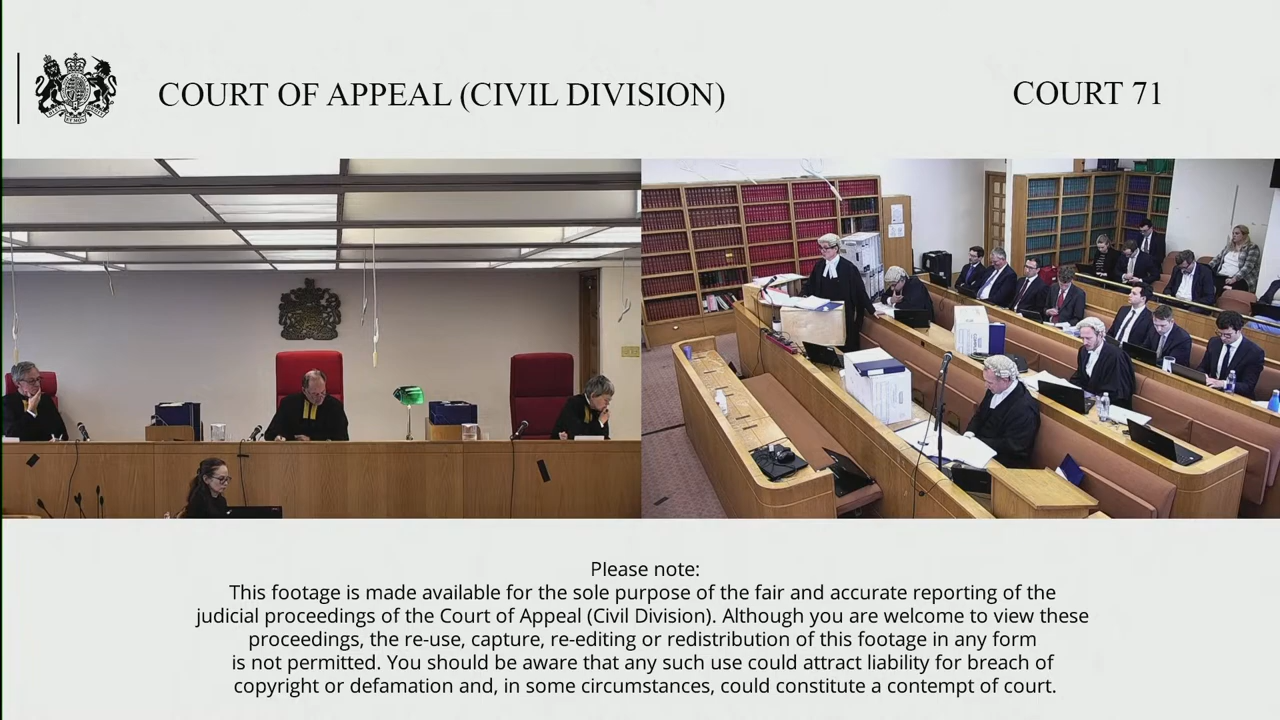 COURT OF APPEAL (CIVIL DIVISION)
COURT 71
Please note:
This footage is made available for the sole purpose of the fair and accurate reporting of the
judicial proceedings of the Court of Appeal (Civil Division). Although you are welcome to view these
proceedings, the re-use, capture, re-editing or redistribution of this footage in any form
is not permitted. You should be aware that any such use could attract liability for breach of
copyright or defamation and, in some circumstances, could constitute a contempt of court.